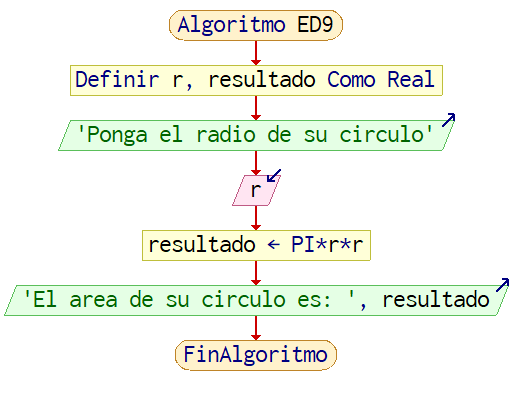 Algoritmo ED9
Definir r, resultado Como Real
'Ponga el radio de su circulo'
r
resultado ← PI*r*r
'El area de su circulo es: ', resultado
FinAlgoritmo